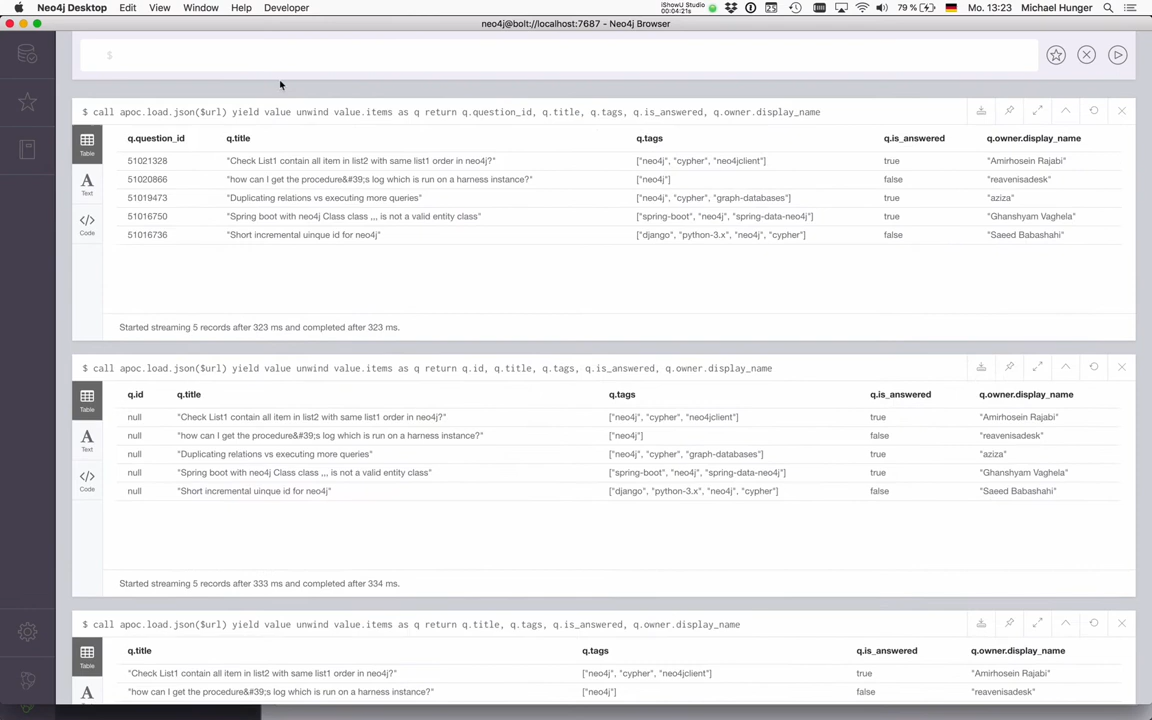 Neo4j Desktop Edit View Window Help Developer iShowU Studio 00:04:21s 25 79 % Mo. 13:23 Michael Hunger
neo4j@bolt://localhost:7687 - Neo4j Browser
$
$ call apoc.load.json($url) yield value unwind value.items as q return q.question_id, q.title, q.tags, q.is_answered, q.owner.display_name
Table
Text
Code
q.question_id q.title q.tags q.is_answered q.owner.display_name
51021328 "Check List1 contain all item in list2 with same list1 order in neo4j?" ["neo4j", "cypher", "neo4jclient"] true "Amirhosein Rajabi"
51020866 "how can I get the procedure&#39;s log which is run on a harness instance?" ["neo4j"] false "reavenisadesk"
51019473 "Duplicating relations vs executing more queries" ["neo4j", "cypher", "graph-databases"] true "aziza"
51016750 "Spring boot with neo4j Class class ,,, is not a valid entity class" ["spring-boot", "neo4j", "spring-data-neo4j"] true "Ghanshyam Vaghela"
51016736 "Short incremental uinque id for neo4j" ["django", "python-3.x", "neo4j", "cypher"] false "Saeed Babashahi"
Started streaming 5 records after 323 ms and completed after 323 ms.
$ call apoc.load.json($url) yield value unwind value.items as q return q.id, q.title, q.tags, q.is_answered, q.owner.display_name
Table
Text
Code
q.id q.title q.tags q.is_answered q.owner.display_name
null "Check List1 contain all item in list2 with same list1 order in neo4j?" ["neo4j", "cypher", "neo4jclient"] true "Amirhosein Rajabi"
null "how can I get the procedure&#39;s log which is run on a harness instance?" ["neo4j"] false "reavenisadesk"
null "Duplicating relations vs executing more queries" ["neo4j", "cypher", "graph-databases"] true "aziza"
null "Spring boot with neo4j Class class ,,, is not a valid entity class" ["spring-boot", "neo4j", "spring-data-neo4j"] true "Ghanshyam Vaghela"
null "Short incremental uinque id for neo4j" ["django", "python-3.x", "neo4j", "cypher"] false "Saeed Babashahi"
Started streaming 5 records after 333 ms and completed after 334 ms.
$ call apoc.load.json($url) yield value unwind value.items as q return q.title, q.tags, q.is_answered, q.owner.display_name
Table
q.title q.tags q.is_answered q.owner.display_name
"Check List1 contain all item in list2 with same list1 order in neo4j?" ["neo4j", "cypher", "neo4jclient"] true "Amirhosein Rajabi"
"how can I get the procedure&#39;s log which is run on a harness instance?" ["neo4j"] false "reavenisadesk"